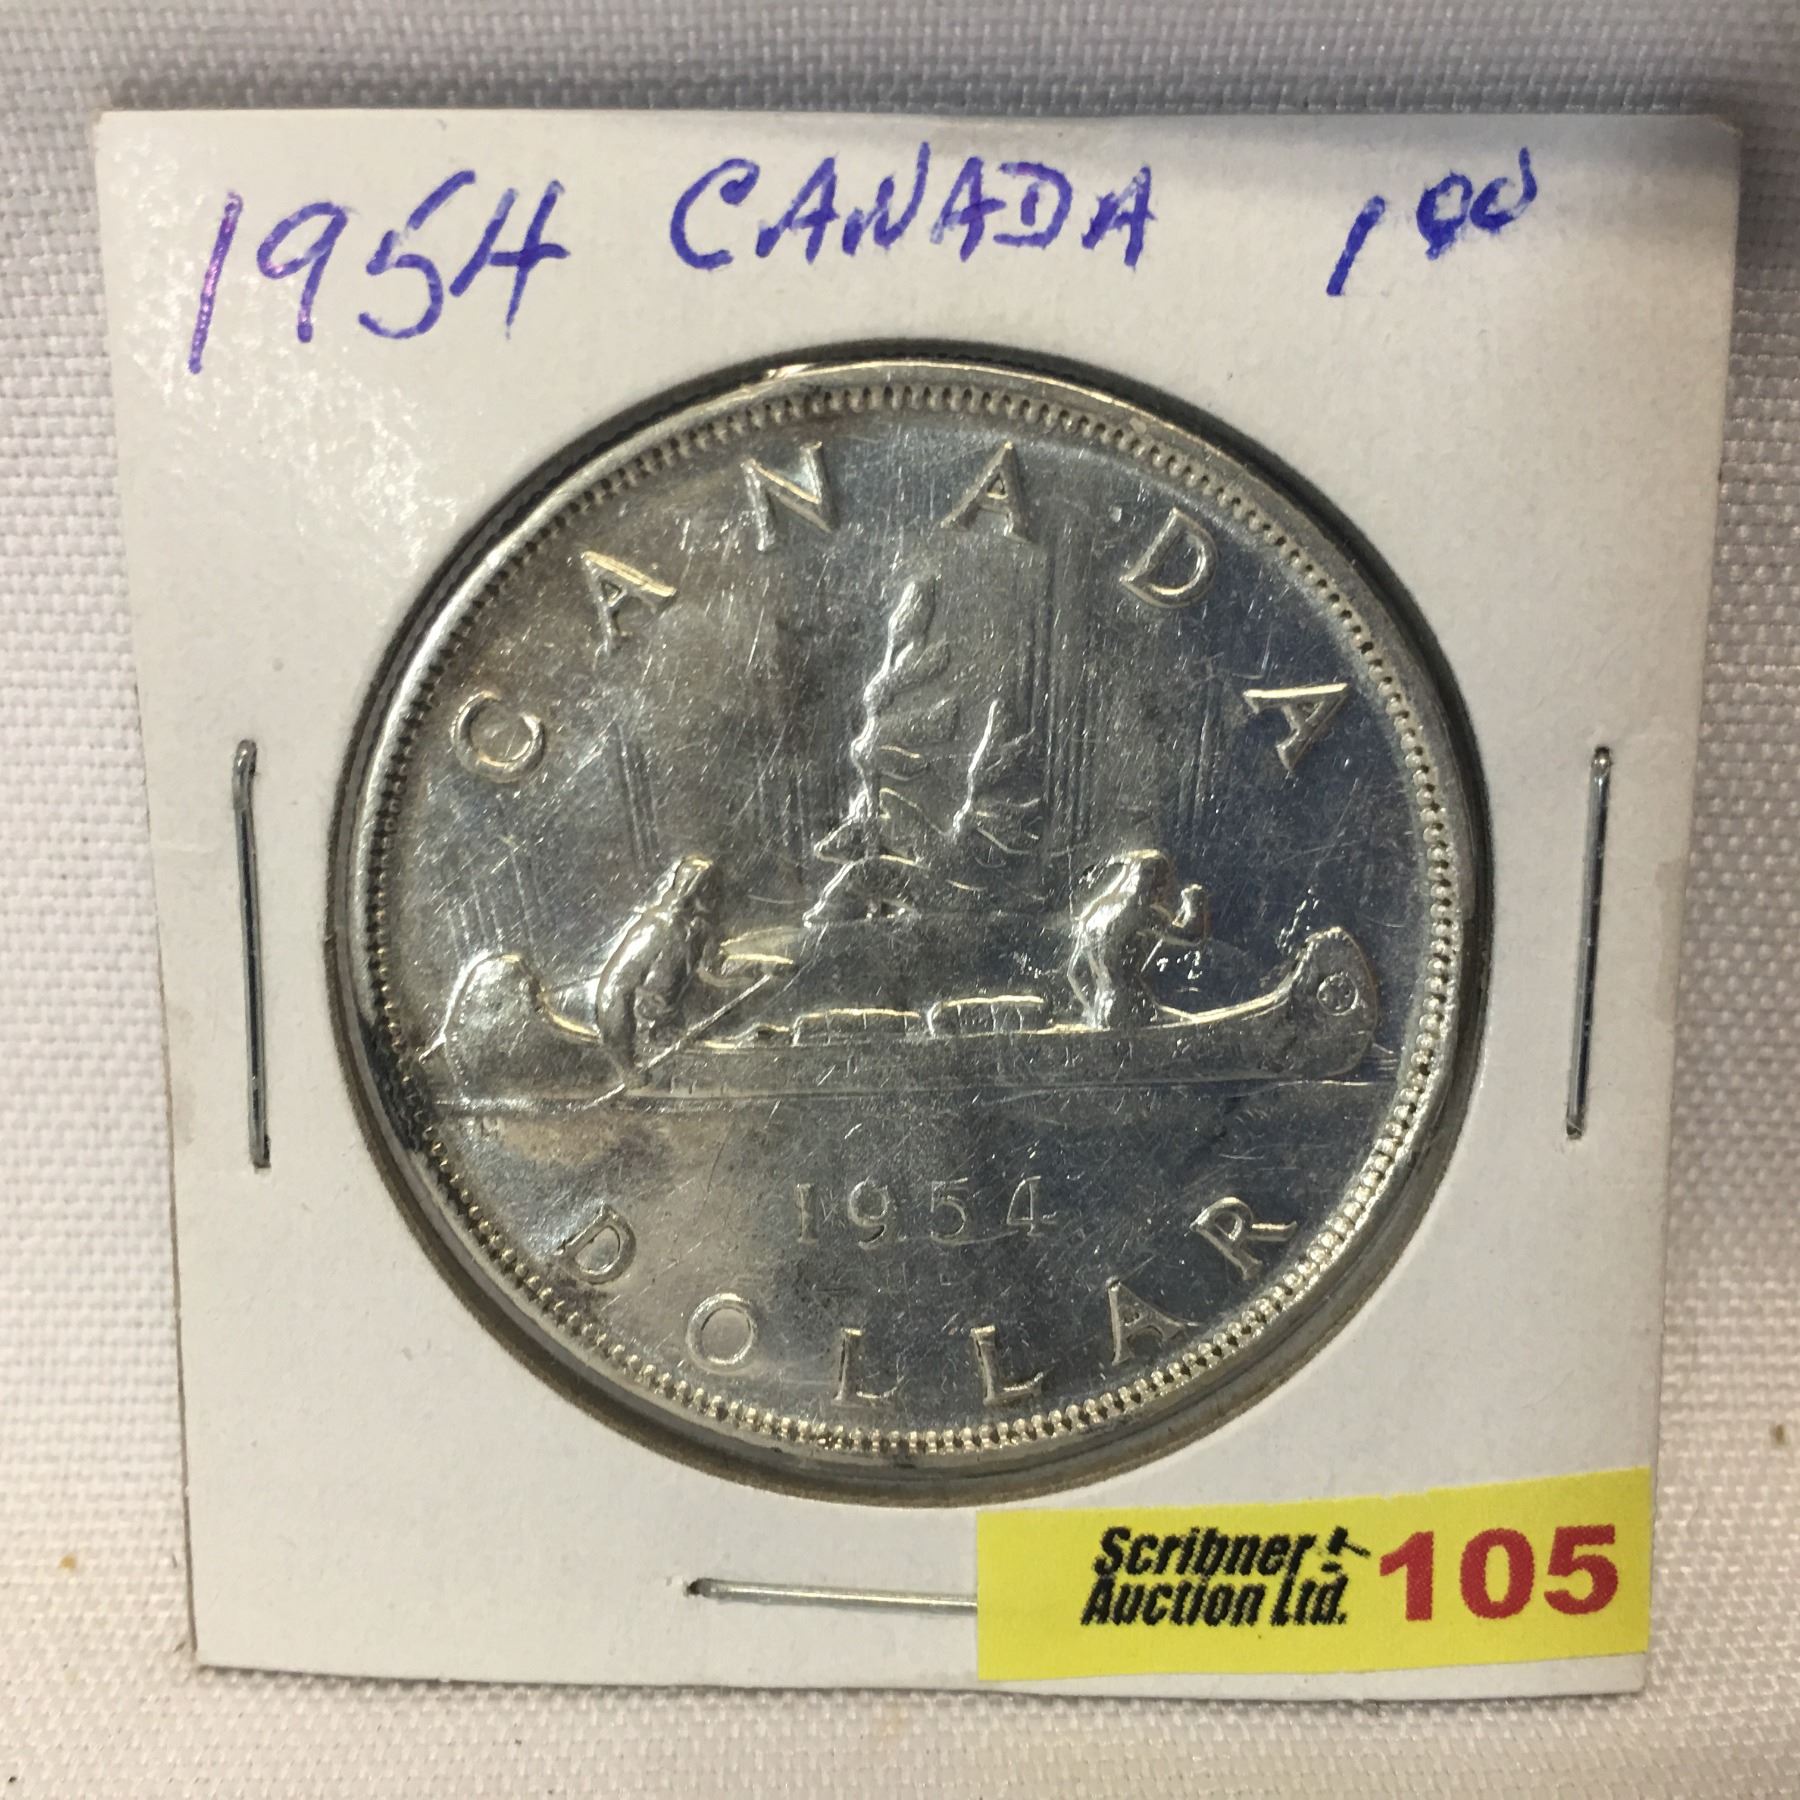 1954 CANADA 1 00
CANADA
1954
DOLLAR
Scribner
Auction Ltd.
105